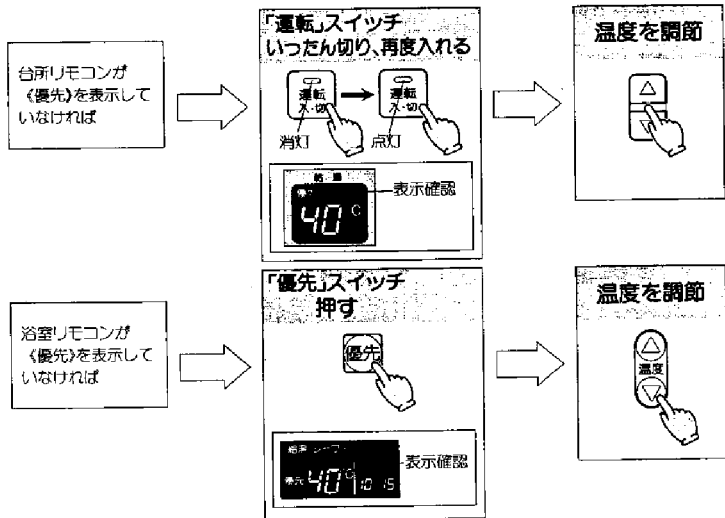 台所リモコンが
《優先》を表示して
いなければ
「運転」スイッチ
いったん切り、再度入れる
運転
入・切
運転
入・切
消灯
点灯
給湯
優先
40℃
表示確認
温度を調節
浴室リモコンが
《優先》を表示して
いなければ
「優先」スイッチ
押す
優先
給湯
優先 40℃ 10 15
表示確認
温度を調節
温度